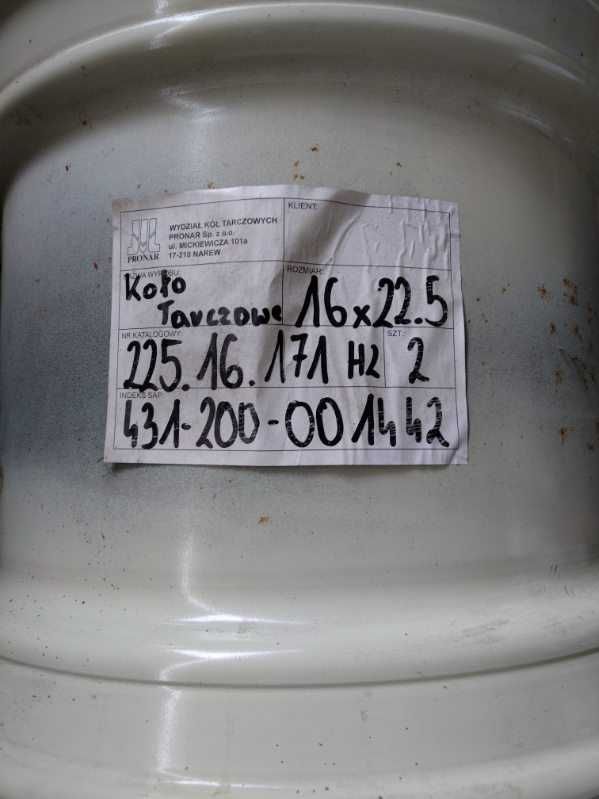 PRONAR
WYDZIAŁ KÓŁ TARCZOWYCH
PRONAR Sp. z o.o.
ul. MICKIEWICZA 101a
17-210 NAREW
KLIENT:
WYROBU:
Koło
Tarczowe
ROZMIAR:
16x22.5
NR KATALOGOWY:
225.16.171 H2
SZT.:
2
INDEKS SAP:
431-200-001442